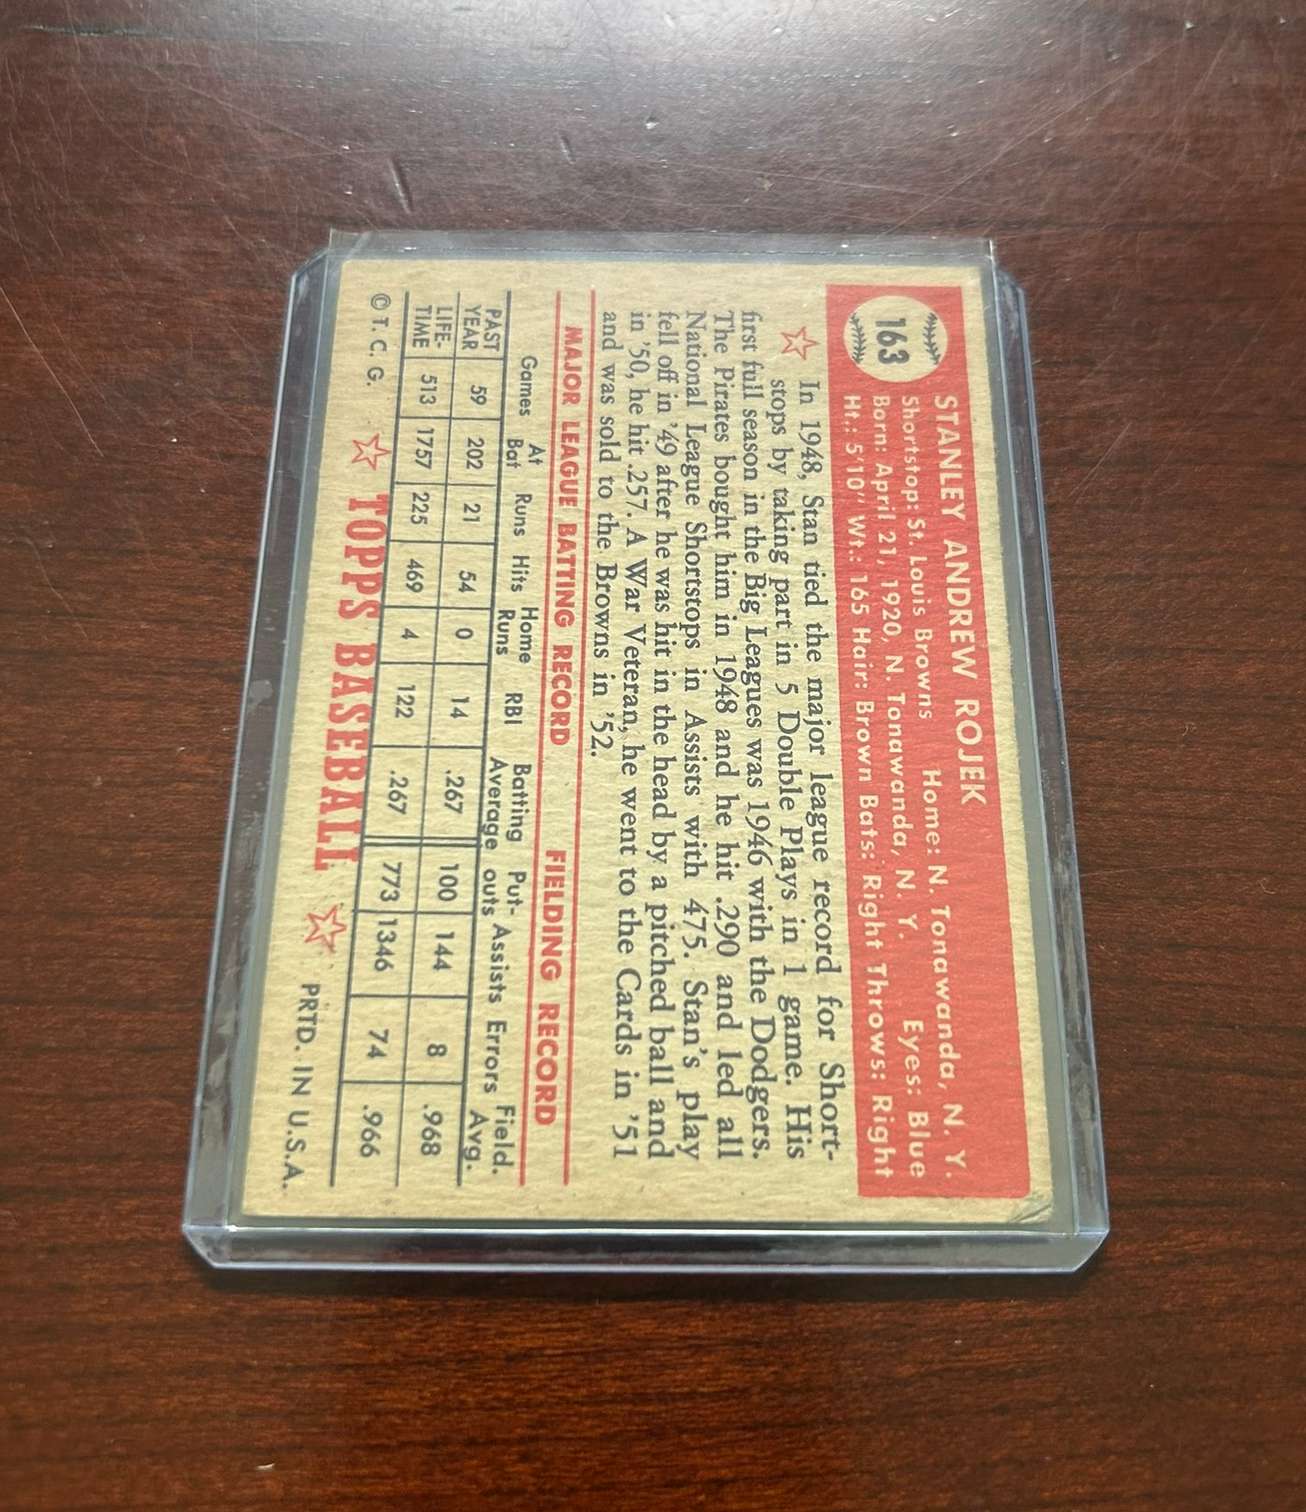 163
STANLEY ANDREW ROJEK
Shortstop: St. Louis Browns Home: N. Tonawanda, N. Y.
Born: April 21, 1920, N. Tonawanda, N. Y. Eyes: Blue
Ht.: 5'10" Wt.: 165 Hair: Brown Bats: Right Throws: Right
In 1948, Stan tied the major league record for Short-
stops by taking part in 5 Double Plays in 1 game. His
first full season in the Big Leagues was 1946 with the Dodgers.
The Pirates bought him in 1948 and he hit .290 and led all
National League Shortstops in Assists with 475. Stan's play
fell off in '49 after he was hit in the head by a pitched ball and
in '50, he hit .257. A War Veteran, he went to the Cards in '51
and was sold to the Browns in '52.
MAJOR LEAGUE BATTING RECORD FIELDING RECORD
Games At Bat Runs Hits Home Runs RBI Batting Average Put-outs Assists Errors Field. Avg.
PAST YEAR 59 202 21 54 0 14 .267 100 144 8 .968
LIFE-TIME 513 1757 225 469 4 122 .267 773 1346 74 .966
© T. C. G. TOPPS BASEBALL PRTD. IN U.S.A.